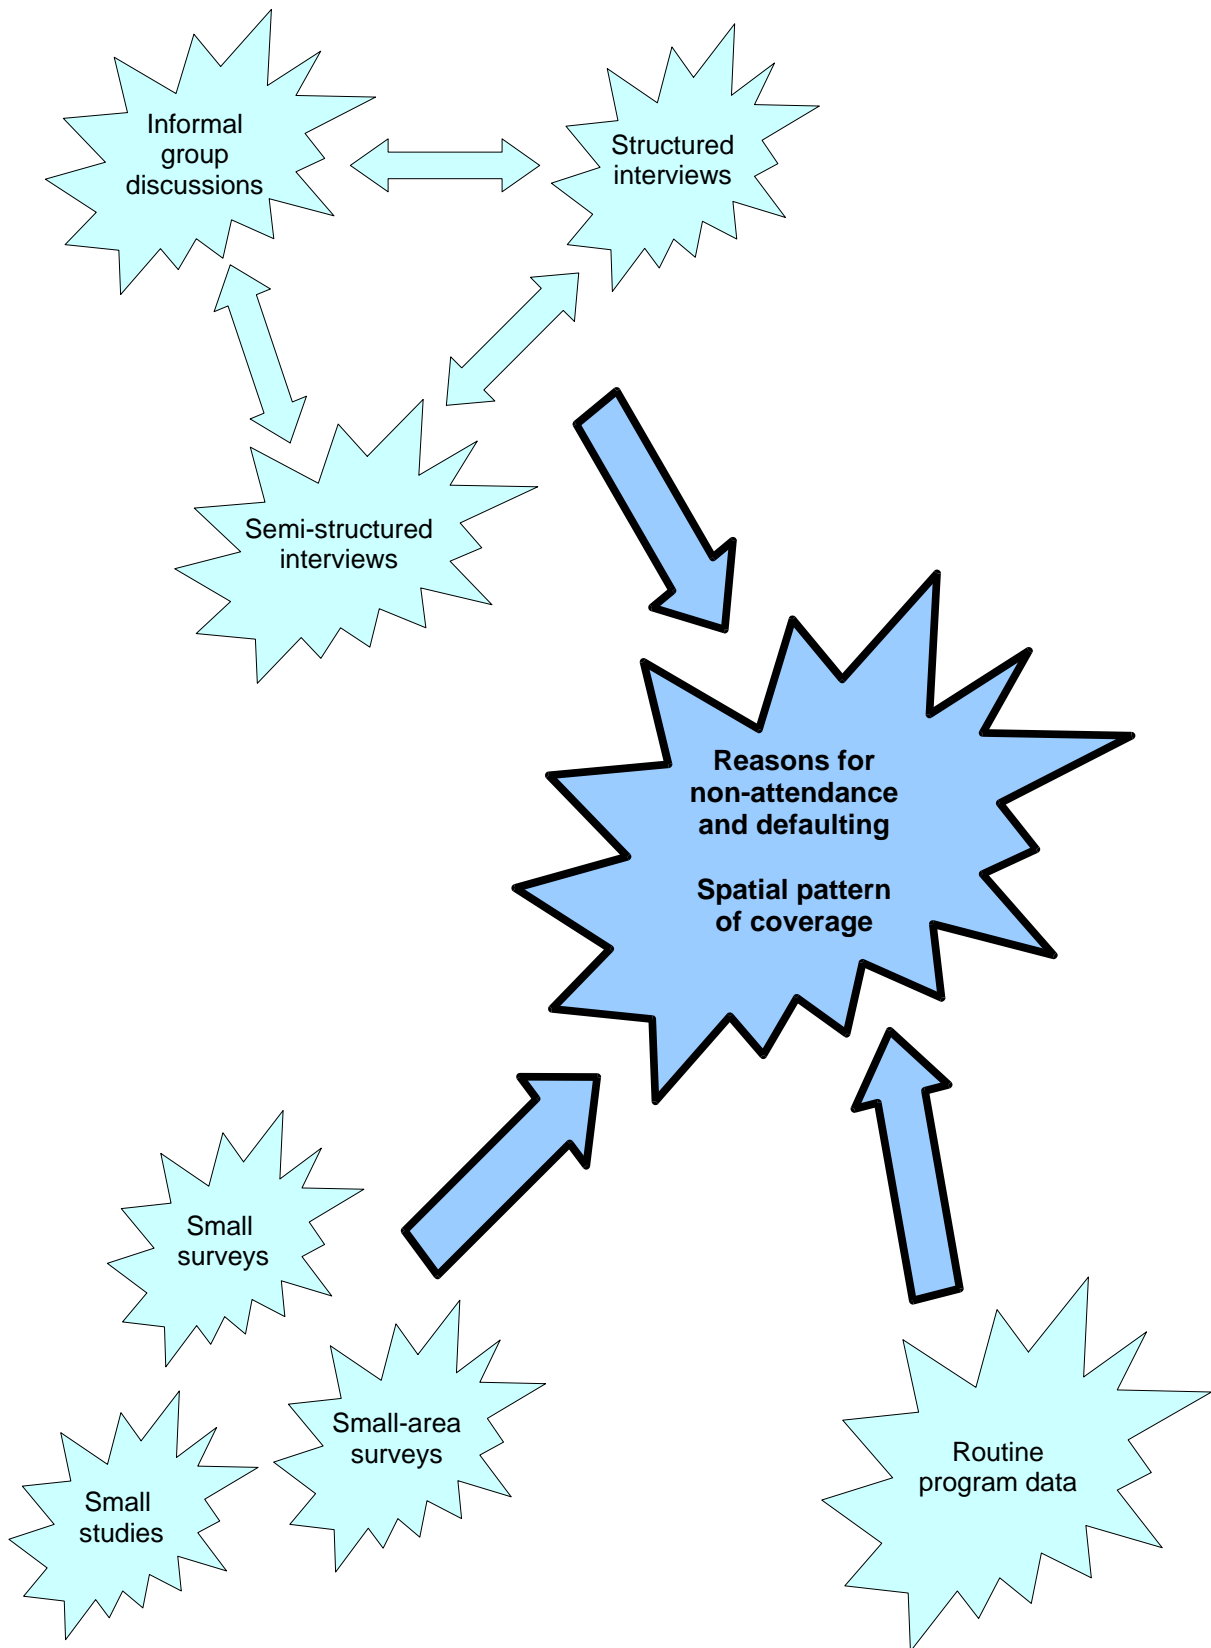 Informal
group
discussions
Structured
interviews
Semi-structured
interviews
Reasons for
non-attendance
and defaulting
Spatial pattern
of coverage
Small
surveys
Small-area
surveys
Small
studies
Routine
program data